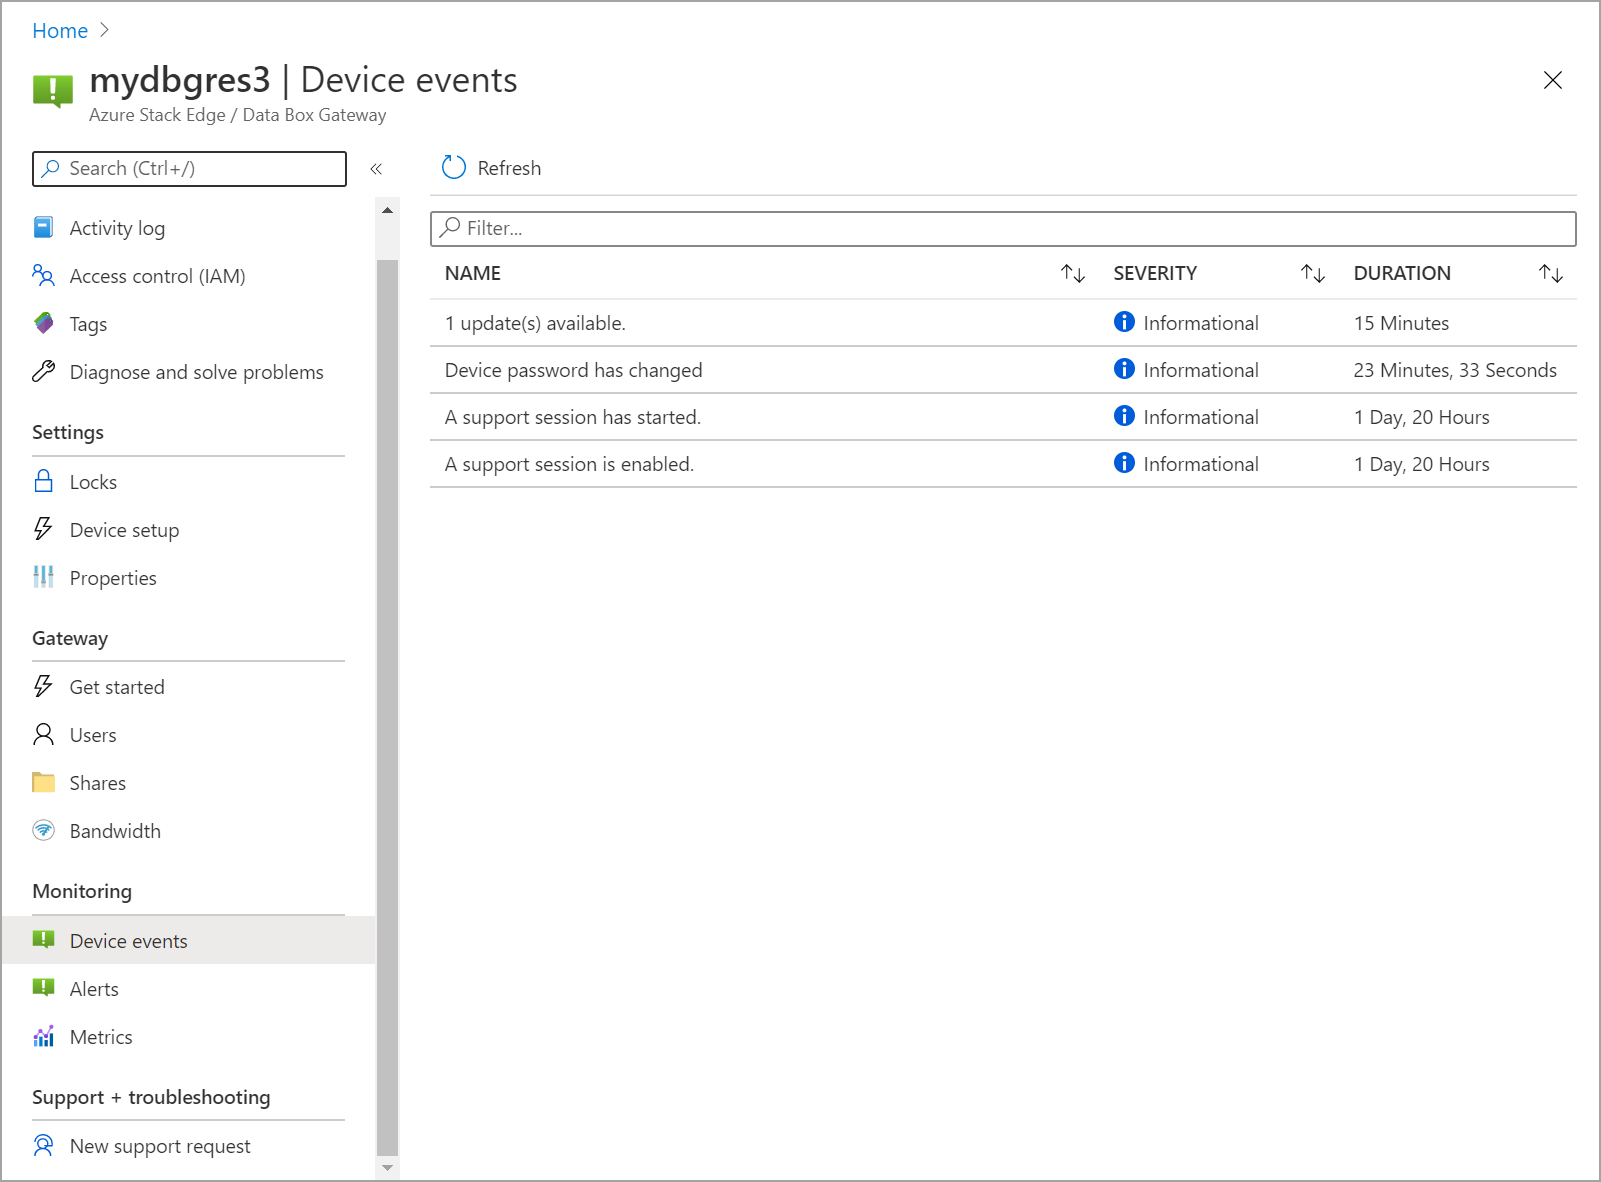 Home
mydbgres3 | Device events
Azure Stack Edge / Data Box Gateway
Search (Ctrl+/)
Activity log
Access control (IAM)
Tags
Diagnose and solve problems
Settings
Locks
Device setup
Properties
Gateway
Get started
Users
Shares
Bandwidth
Monitoring
Device events
Alerts
Metrics
Support + troubleshooting
New support request
Refresh
Filter...
NAME SEVERITY DURATION
1 update(s) available. Informational 15 Minutes
Device password has changed Informational 23 Minutes, 33 Seconds
A support session has started. Informational 1 Day, 20 Hours
A support session is enabled. Informational 1 Day, 20 Hours